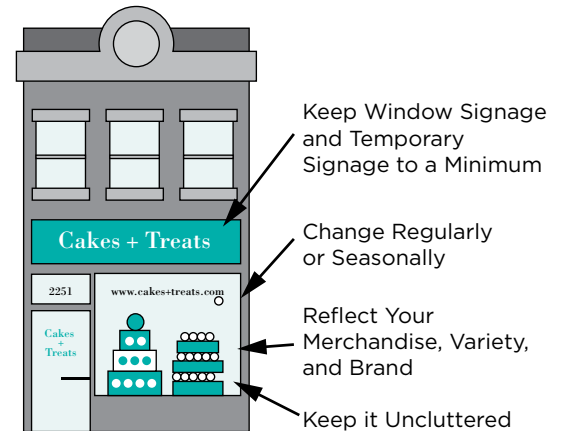 Keep Window Signage
and Temporary
Signage to a Minimum
Cakes + Treats
Change Regularly
or Seasonally
2251
www.cakes+treats.com
Reflect Your
Merchandise, Variety,
and Brand
Cakes
+
Treats
Keep it Uncluttered